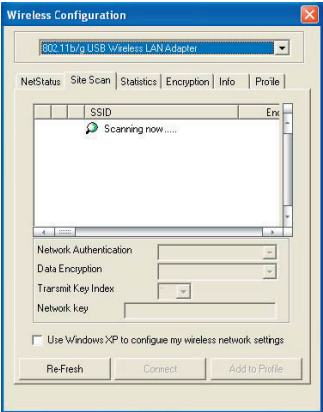 Wireless Configuration
802.11b/g USB Wireless LAN Adapter
NetStatus Site Scan Statistics Encryption Info Profile
SSID Enc
Scanning now.....
Network Authentication
Data Encryption
Transmit Key Index
Network key
Use Windows XP to configue my wireless network settings
Re-Fresh Connect Add to Profile